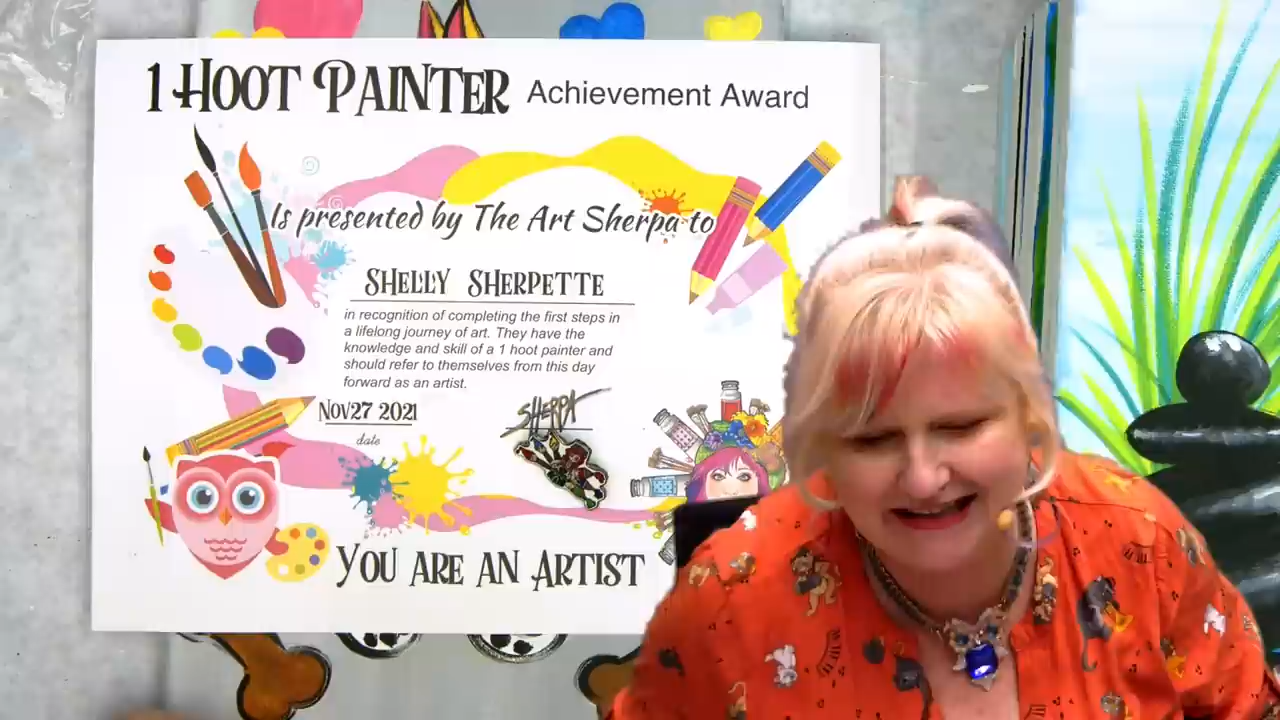 1 HOOT PAINTER Achievement Award
Is presented by The Art Sherpa to
SHELLY SHERPETTE
in recognition of completing the first steps in
a lifelong journey of art. They have the
knowledge and skill of a 1 hoot painter and
should refer to themselves from this day
forward as an artist.
NOV27 2021
SHERPA
date
YOU ARE AN ARTIST